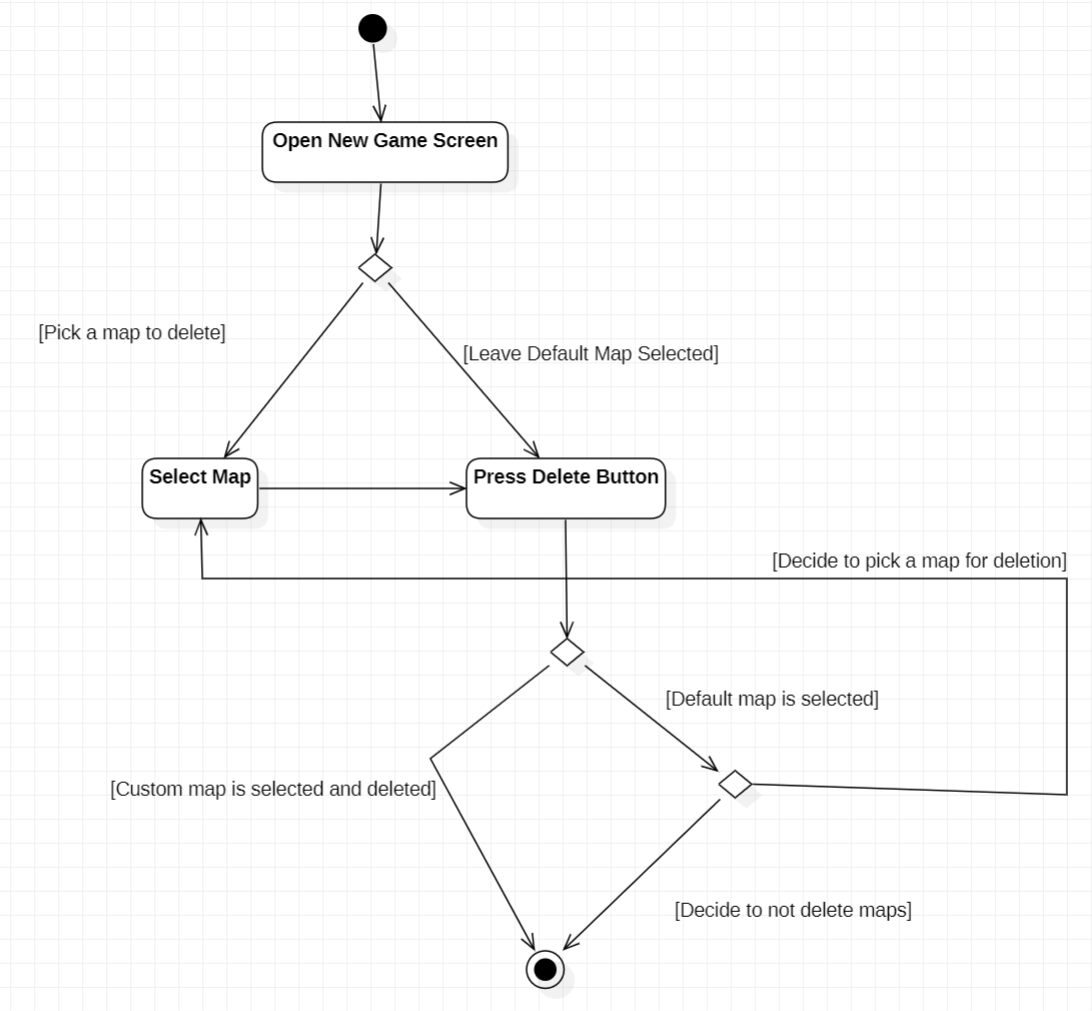 Open New Game Screen
[Pick a map to delete]
[Leave Default Map Selected]
Select Map
Press Delete Button
[Decide to pick a map for deletion]
[Default map is selected]
[Custom map is selected and deleted]
[Decide to not delete maps]